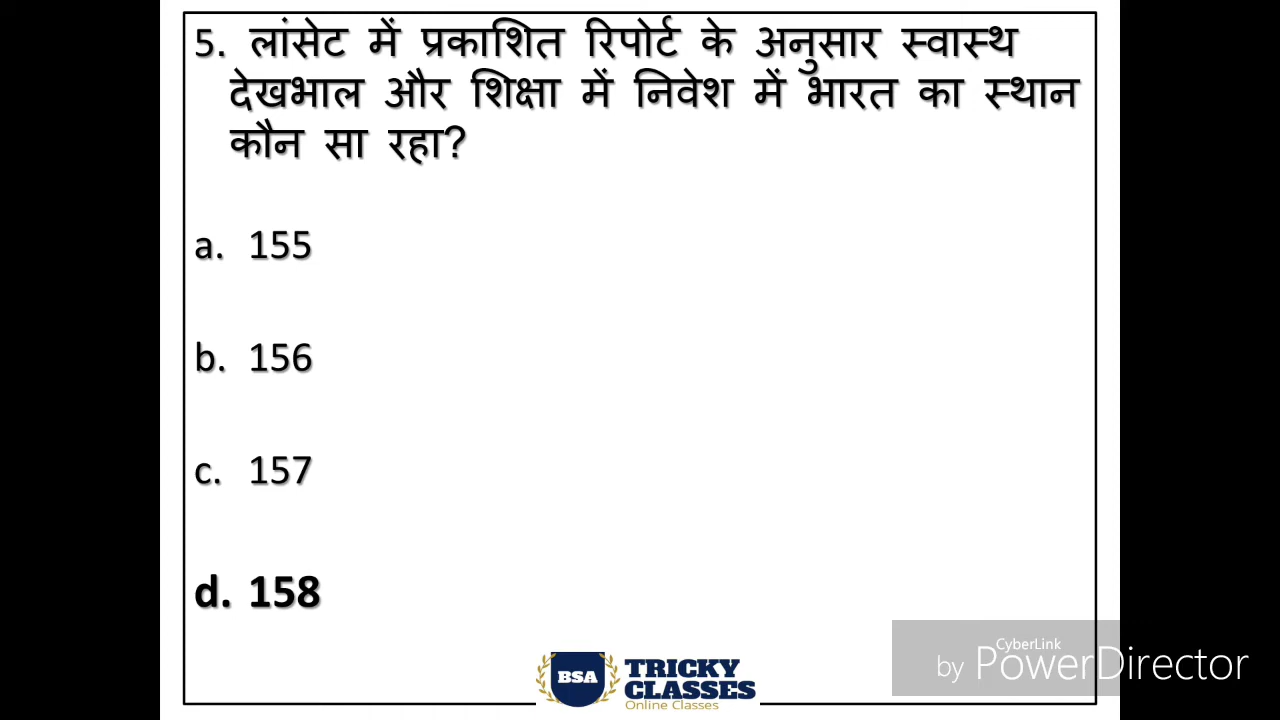 5. लांसेट में प्रकाशित रिपोर्ट के अनुसार स्वास्थ
देखभाल और शिक्षा में निवेश में भारत का स्थान
कौन सा रहा?
a. 155
b. 156
c. 157
d. 158
BSA
TRICKY
CLASSES
Online Classes
CyberLink
by PowerDirector